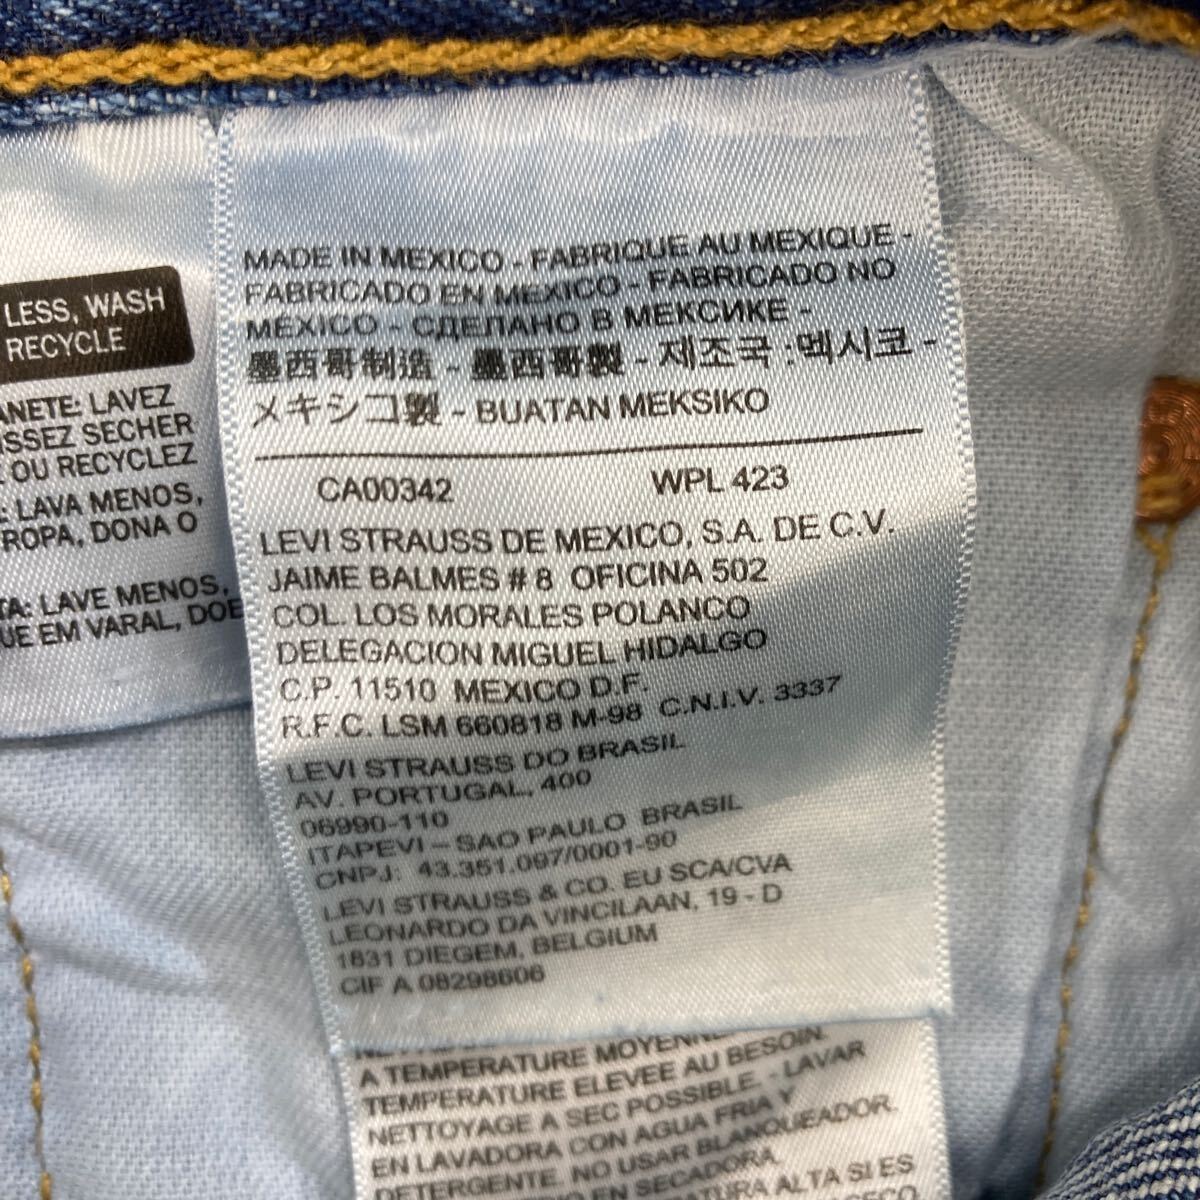 LESS, WASH
RECYCLE
ANETE: LAVEZ
ISSEZ SECHER
OU RECYCLEZ
: LAVA MENOS,
ROPA, DONA O
TA: LAVE MENOS,
UE EM VARAL, DOE
MADE IN MEXICO - FABRIQUE AU MEXIQUE -
FABRICADO EN MEXICO - FABRICADO NO
MEXICO - СДЕЛАНО В МЕКСИКЕ -
墨西哥制造 - 墨西哥製 - 제조국 : 멕시코 -
メキシコ製 - BUATAN MEKSIKO
CA00342 WPL 423
LEVI STRAUSS DE MEXICO, S.A. DE C.V.
JAIME BALMES # 8 OFICINA 502
COL. LOS MORALES POLANCO
DELEGACION MIGUEL HIDALGO
C.P. 11510 MEXICO D.F.
R.F.C. LSM 660818 M-98 C.N.I.V. 3337
LEVI STRAUSS DO BRASIL
AV. PORTUGAL, 400
06990-110
ITAPEVI – SAO PAULO BRASIL
CNPJ: 43.351.097/0001-90
LEVI STRAUSS & CO. EU SCA/CVA
LEONARDO DA VINCILAAN, 19 - D
1831 DIEGEM, BELGIUM
CIF A 08298606
A TEMPERATURE MOYENNE
TEMPERATURE ELEVEE AU BESOIN.
NETTOYAGE A SEC POSSIBLE. - LAVAR
EN LAVADORA CON AGUA FRIA Y
DETERGENTE. NO USAR BLANQUEADOR.
SECADORA
ALTA SI ES